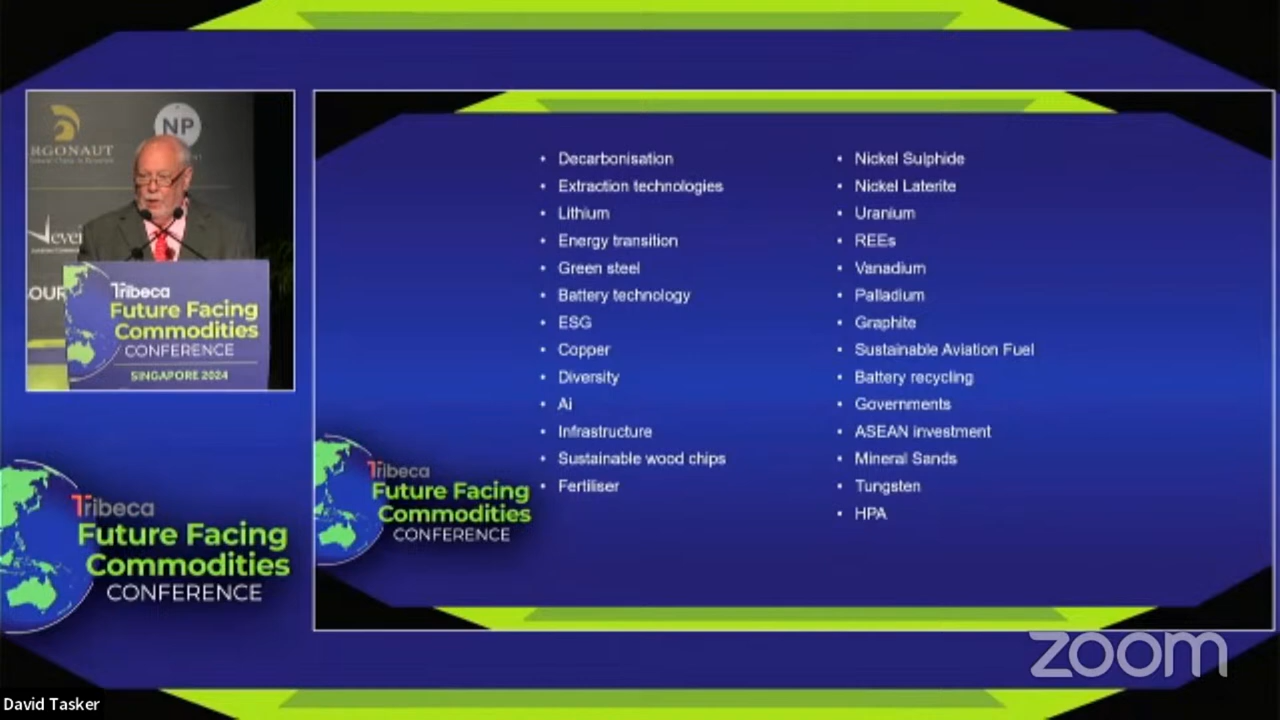 RGONAUT
NP
Tribeca
Future Facing
Commodities
CONFERENCE
SINGAPORE 2024
Tribeca
Future Facing
Commodities
CONFERENCE
• Decarbonisation
• Extraction technologies
• Lithium
• Energy transition
• Green steel
• Battery technology
• ESG
• Copper
• Diversity
• Ai
• Infrastructure
• Sustainable wood chips
• Fertiliser
• Nickel Sulphide
• Nickel Laterite
• Uranium
• REEs
• Vanadium
• Palladium
• Graphite
• Sustainable Aviation Fuel
• Battery recycling
• Governments
• ASEAN investment
• Mineral Sands
• Tungsten
• HPA
Tribeca
Future Facing
Commodities
CONFERENCE
zoom
David Tasker